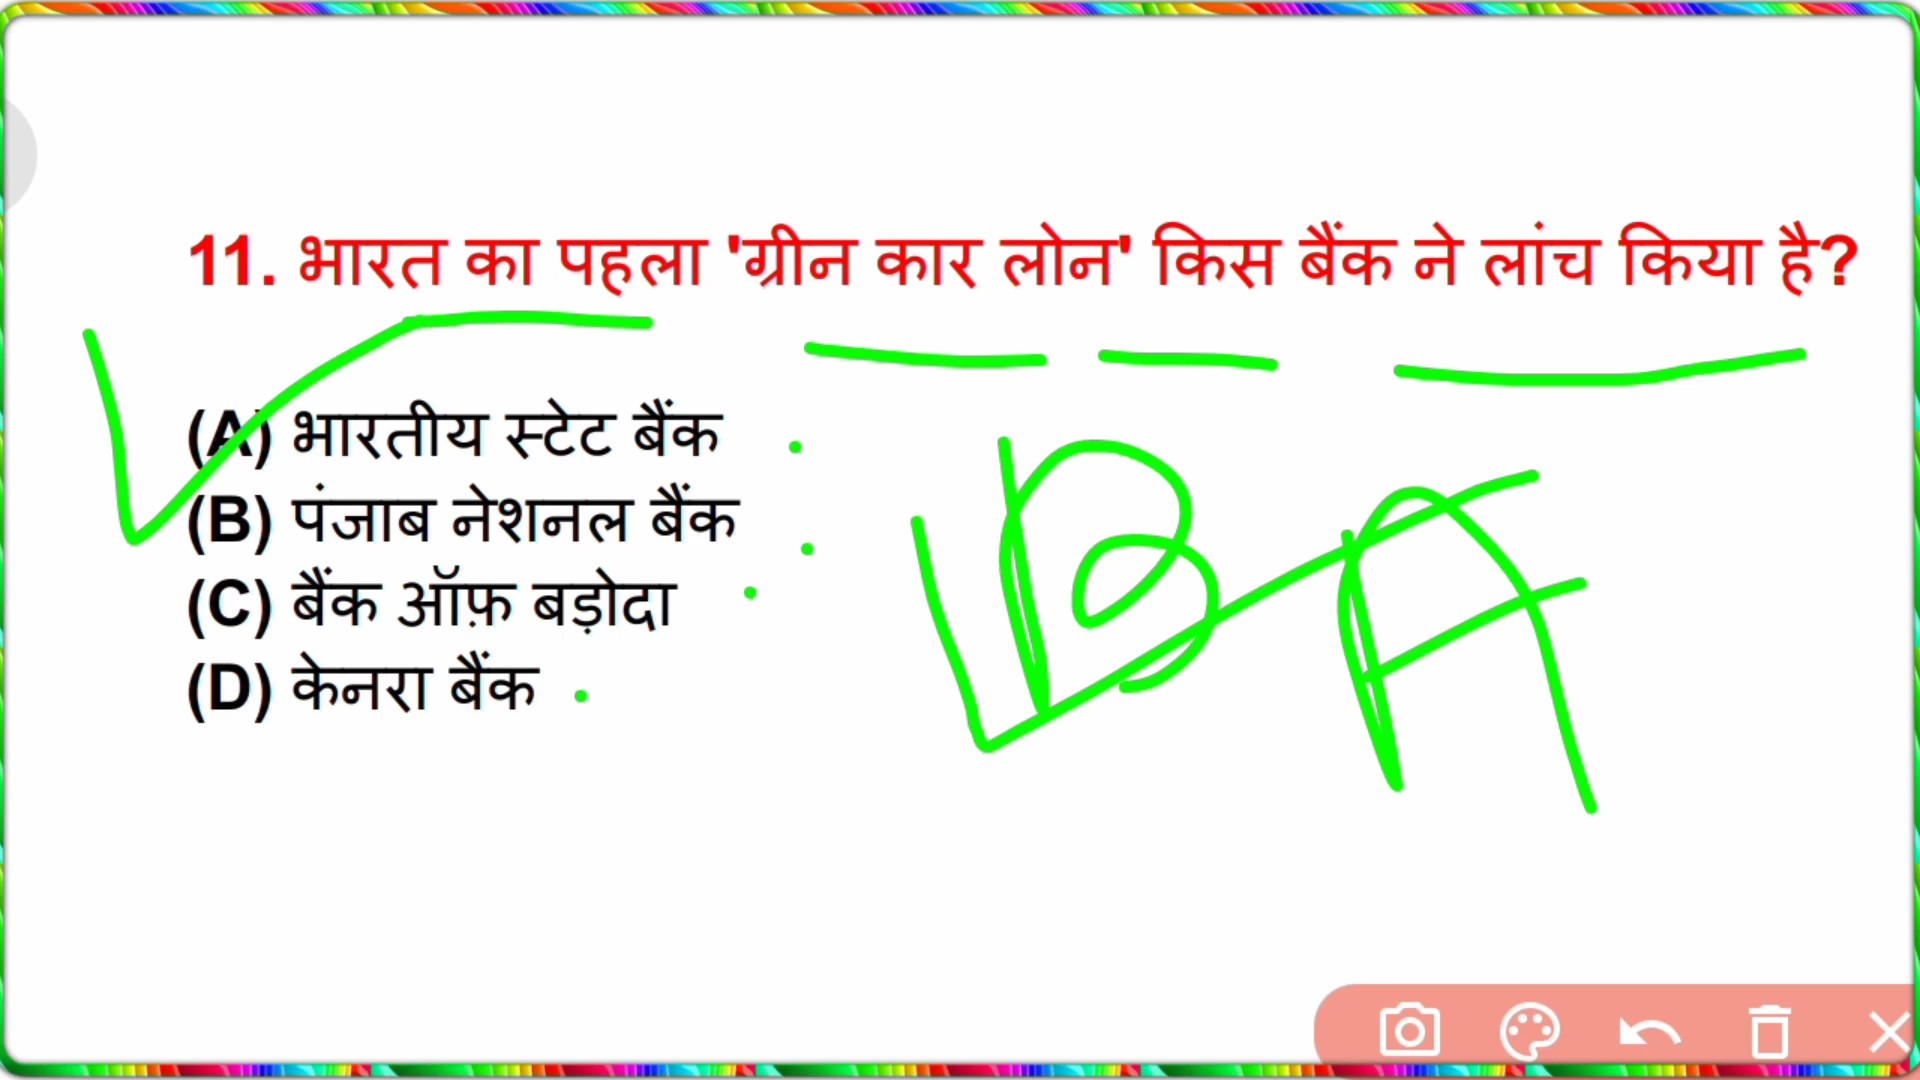 11. भारत का पहला 'ग्रीन कार लोन' किस बैंक ने लांच किया है?
(A) भारतीय स्टेट बैंक
(B) पंजाब नेशनल बैंक
(C) बैंक ऑफ़ बड़ोदा
(D) केनरा बैंक
B A